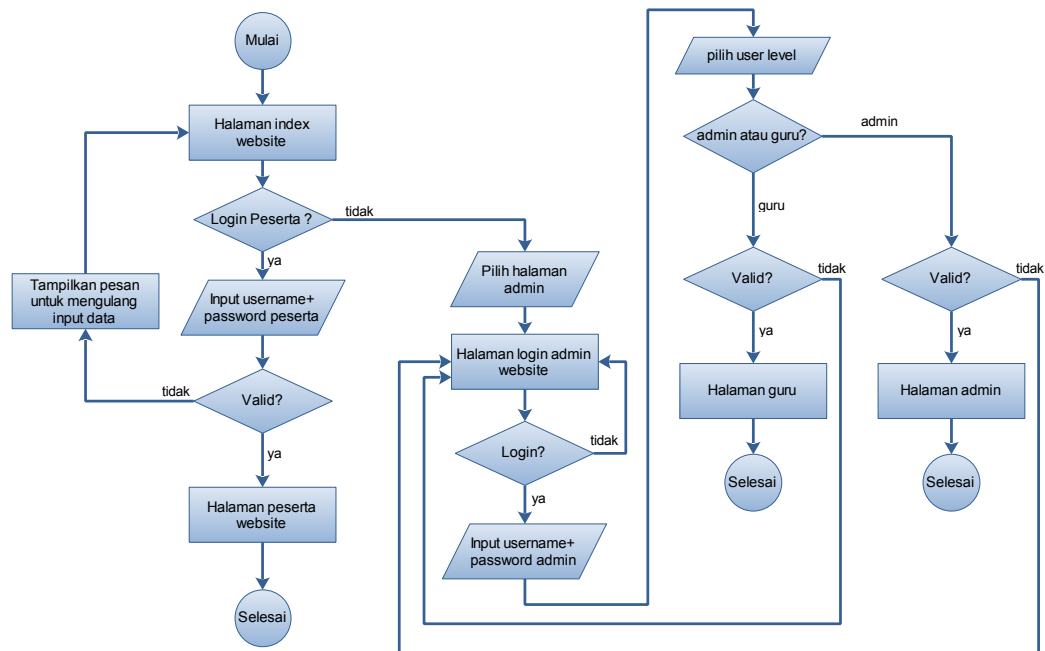 Mulai
Halaman index
website
Login Peserta ?
tidak
ya
Input username+
password peserta
Tampilkan pesan
untuk mengulang
input data
tidak
Valid?
ya
Halaman peserta
website
Selesai
Pilih halaman
admin
Halaman login admin
website
Login?
tidak
ya
Input username+
password admin
pilih user level
admin atau guru?
admin
guru
Valid?
tidak
ya
Halaman guru
Selesai
Valid?
tidak
ya
Halaman admin
Selesai